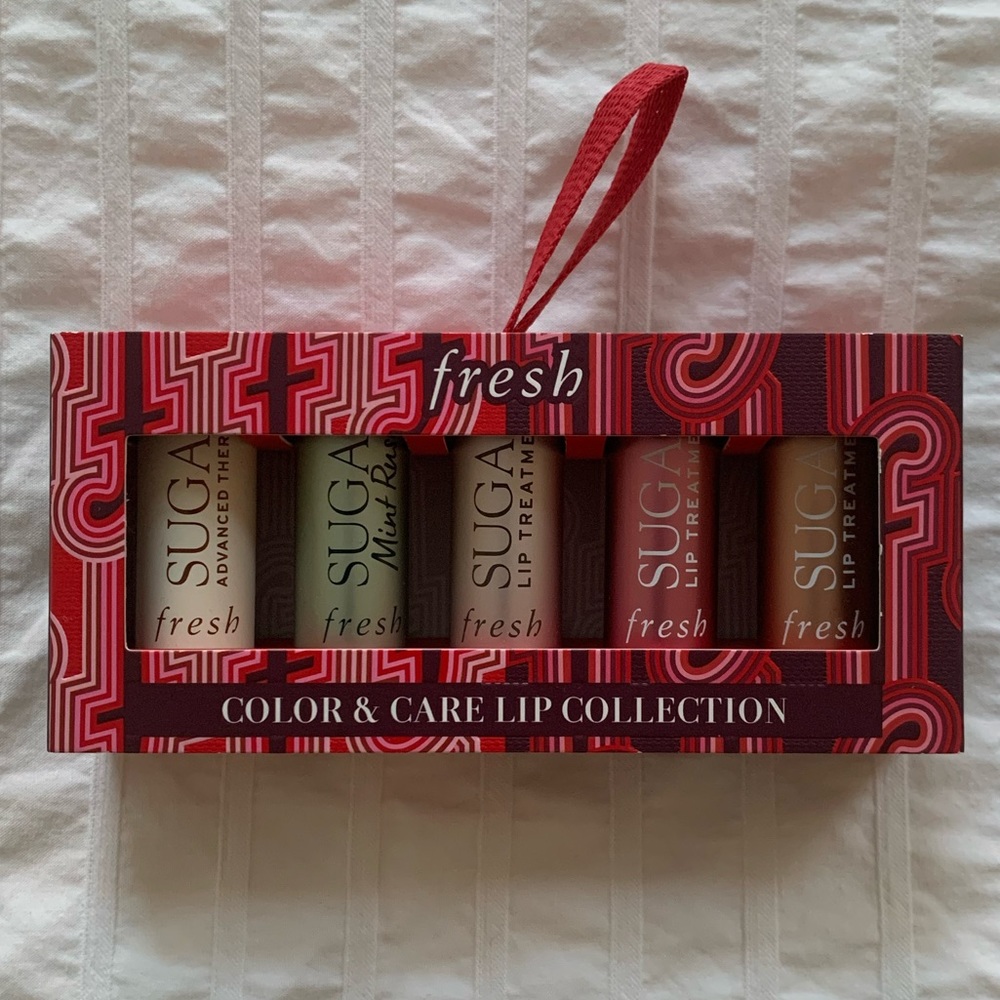 fresh
SUGA
ADVANCED THER
fresh
SUGA
Mint Rus
fresh
SUGA
LIP TREATME
fresh
SUGA
LIP TREATME
fresh
SUGA
LIP TREATME
fresh
COLOR & CARE LIP COLLECTION